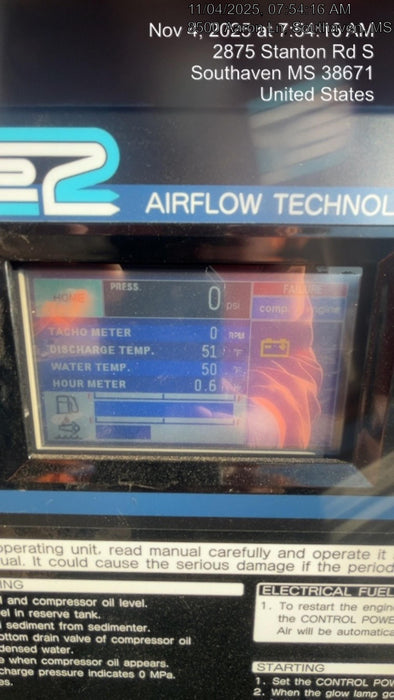 11/04/2025, 07:54:16 AM
Nov 4, 2025 at 7:54:16 AM
2875 Stanton Rd S
Southaven MS 38671
United States
AIRFLOW TECHNOL
HOME
PRESS.
0 psi
FAILURE
comp. engine
TACHO METER 0 RPM
DISCHARGE TEMP. 51 °F
WATER TEMP. 50 °F
HOUR METER 0.6
operating unit, read manual carefully and operate it
ual. It could cause the serious damage if the period
ING
and compressor oil level.
el in reserve tank.
sediment from sedimenter.
ottom drain valve of compressor oil
densed water.
e when compressor oil appears.
charge pressure indicates 0 MPa.
es.
ELECTRICAL FUEL
1. To restart the engin
the CONTROL POWE
Air will be automatica
STARTING
1. Set the CONTROL POW
2. When the glow lamp go